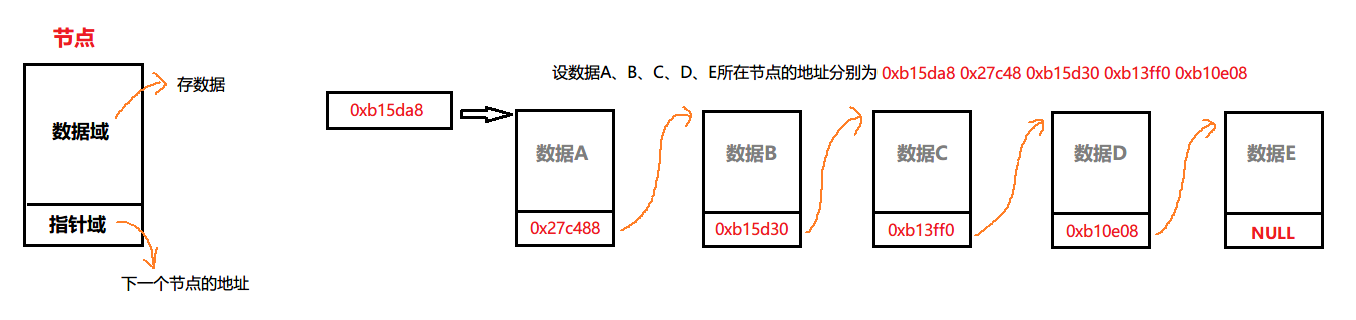 节点
数据域
指针域
存数据
下一个节点的地址
设数据A、B、C、D、E所在节点的地址分别为 0xb15da8 0x27c48 0xb15d30 0xb13ff0 0xb10e08
0xb15da8
数据A
0x27c488
数据B
0xb15d30
数据C
0xb13ff0
数据D
0xb10e08
数据E
NULL